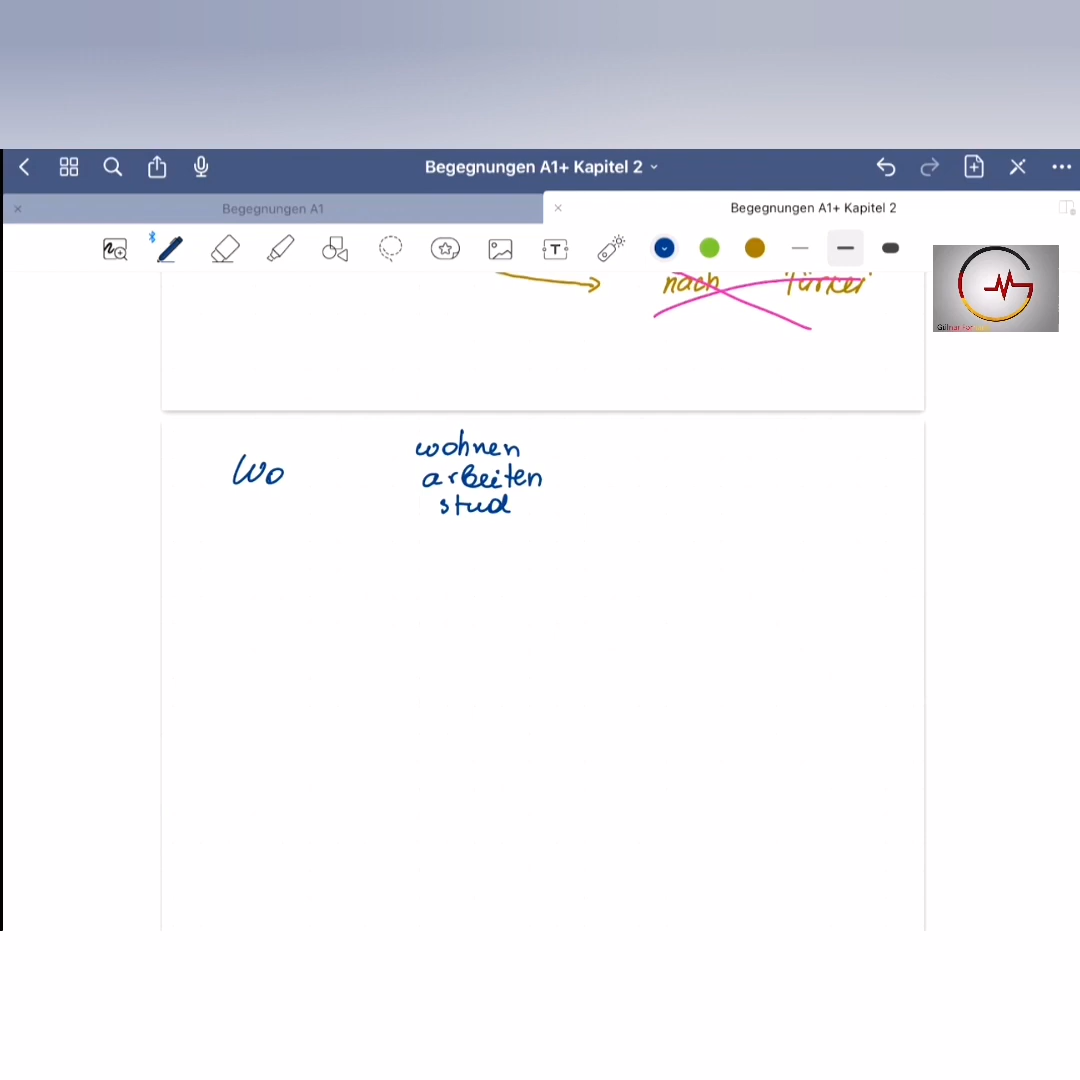 Begegnungen A1+ Kapitel 2
Begegnungen A1
Begegnungen A1+ Kapitel 2
T
nach Türkei
Wo
wohnen
arbeiten
stud